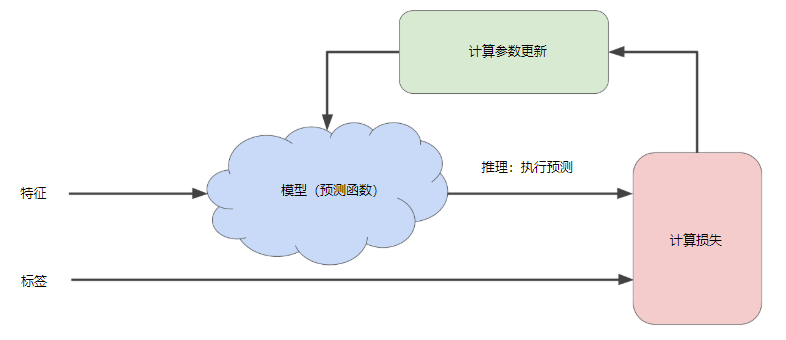 计算参数更新
推理：执行预测
特征
模型（预测函数）
计算损失
标签